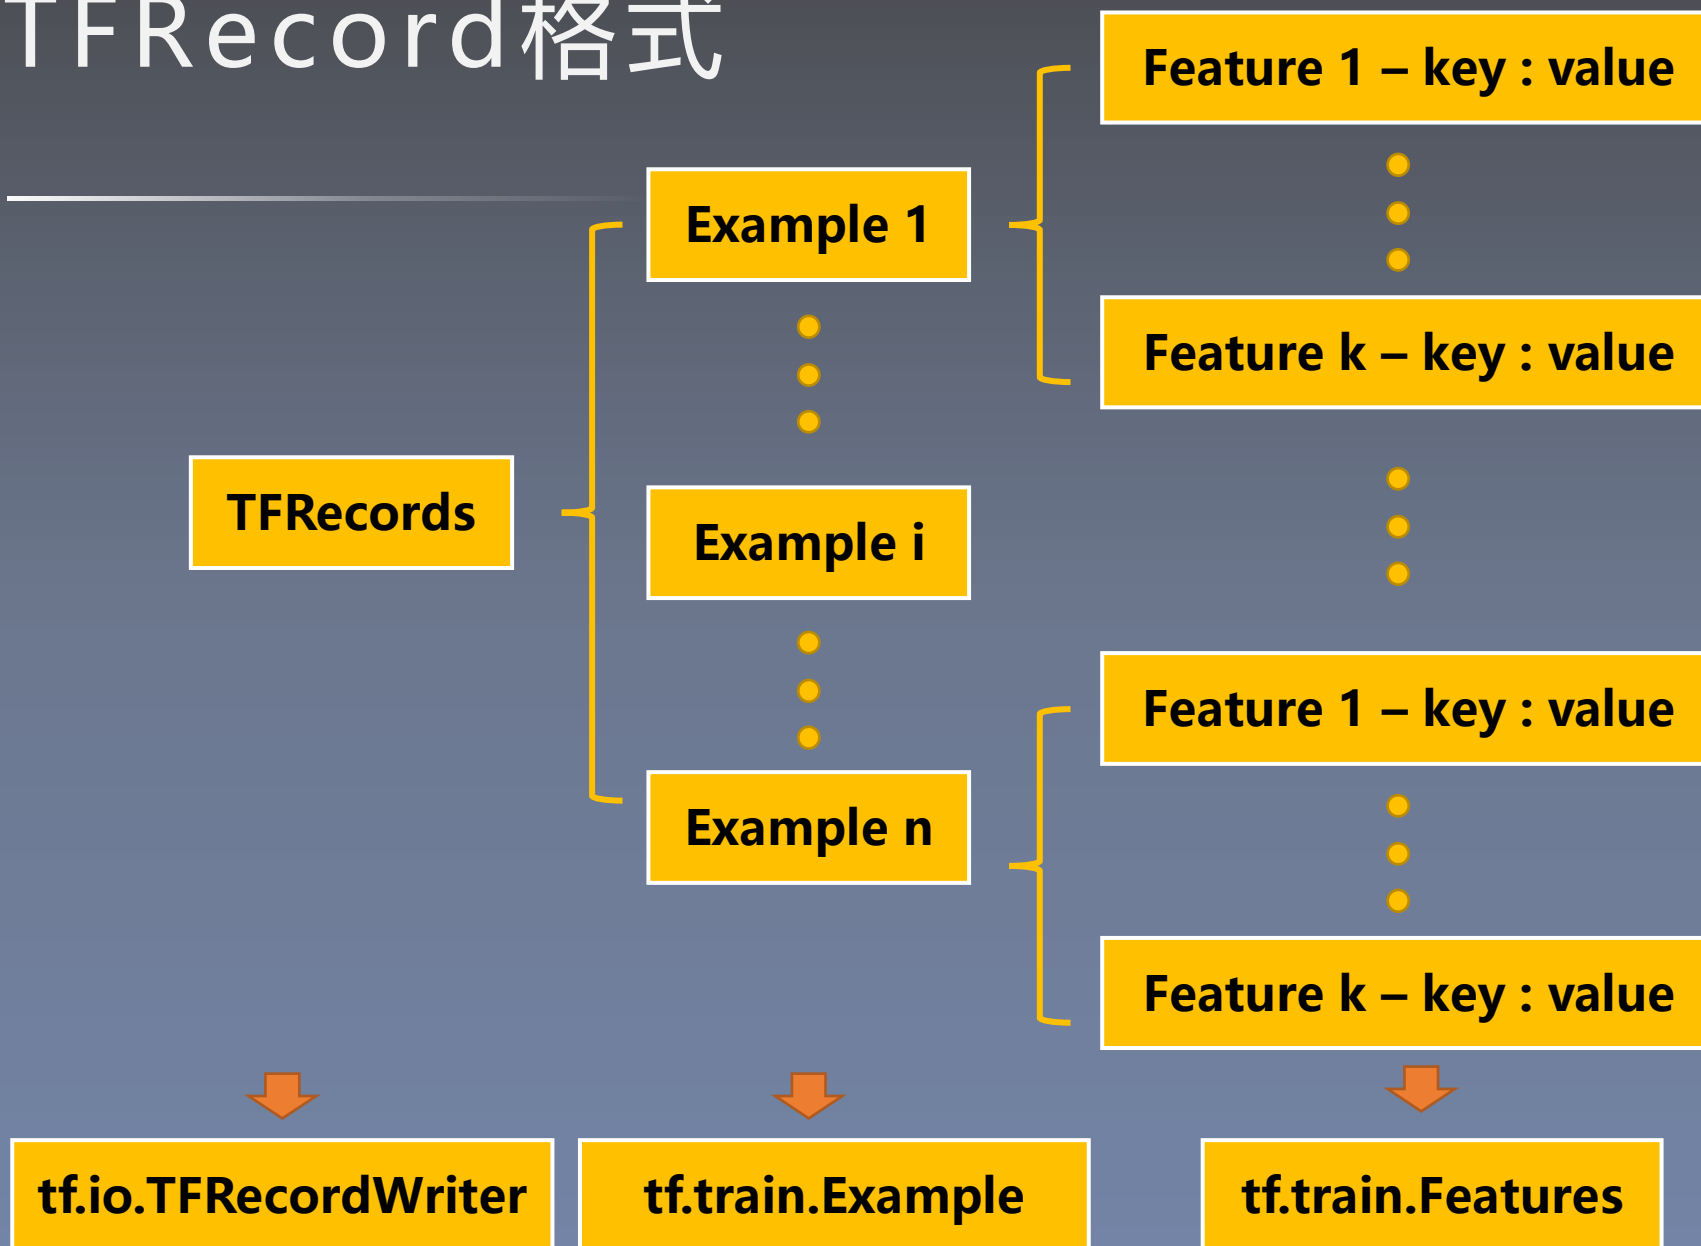 TFRecord格式
Feature 1 – key : value
Example 1
Feature k – key : value
TFRecords
Example i
Feature 1 – key : value
Example n
Feature k – key : value
tf.io.TFRecordWriter
tf.train.Example
tf.train.Features